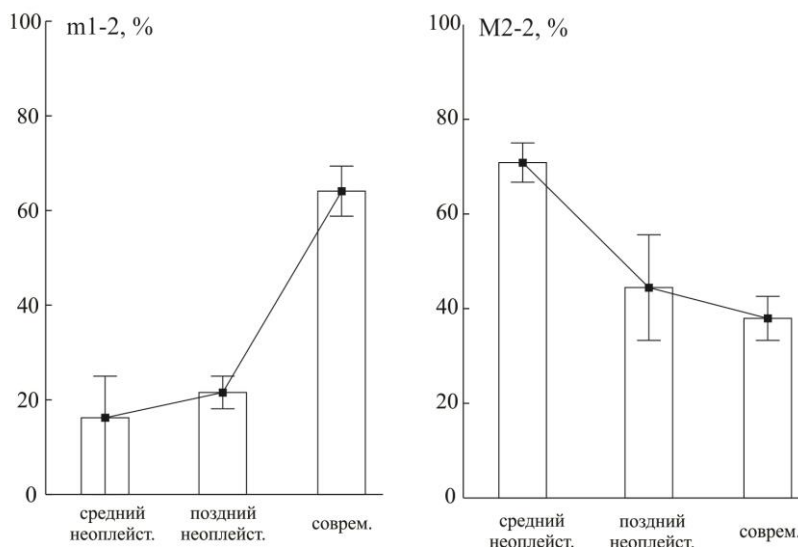 m1-2, %
100
80
60
40
20
0
средний
неоплейст.
поздний
неоплейст.
соврем.
M2-2, %
100
80
60
40
20
0
средний
неоплейст.
поздний
неоплейст.
соврем.